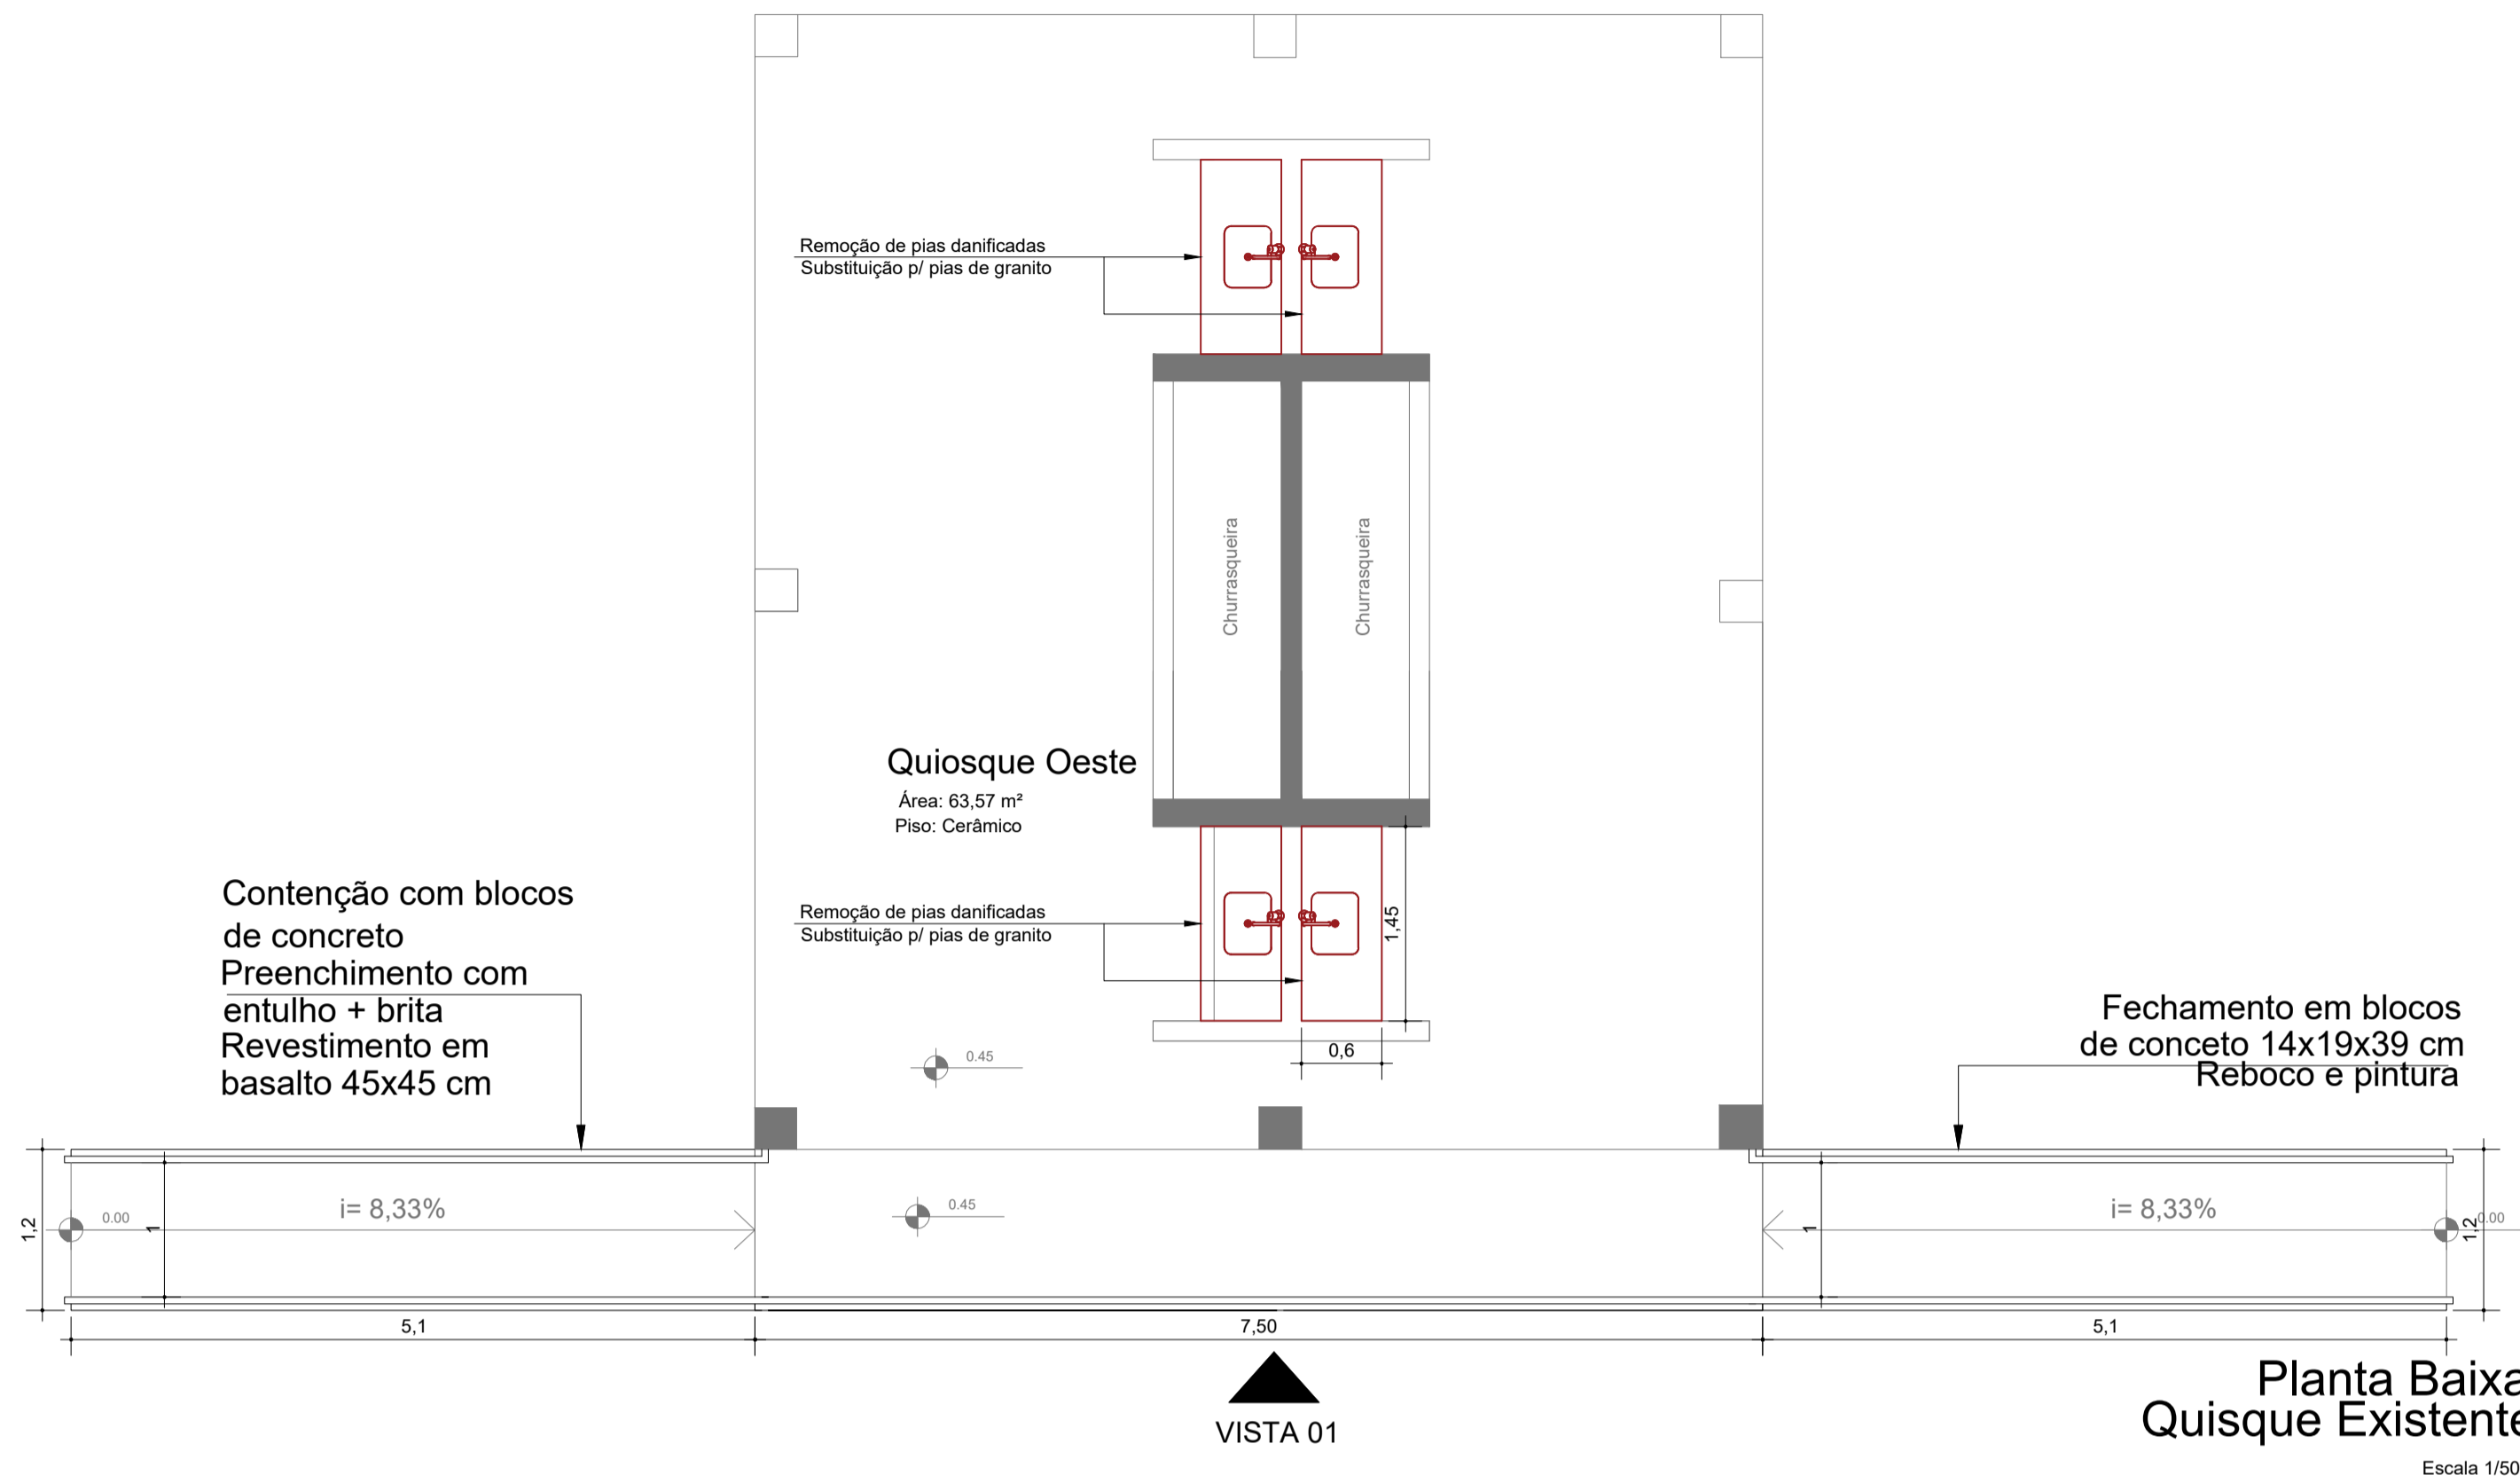 Remoção de pias danificadas
Substituição p/ pias de granito
Churrasqueira
Churrasqueira
Quiosque Oeste
Área: 63,57 m²
Piso: Cerâmico
Remoção de pias danificadas
Substituição p/ pias de granito
1,45
0,6
0.45
Contenção com blocos
de concreto
Preenchimento com
entulho + brita
Revestimento em
basalto 45x45 cm
Fechamento em blocos
de conceto 14x19x39 cm
Reboco e pintura
1,2
0.00
1
i= 8,33%
0.45
1
i= 8,33%
1,2
0.00
5,1
7,50
5,1
VISTA 01
Planta Baixa
Quisque Existente
Escala 1/50